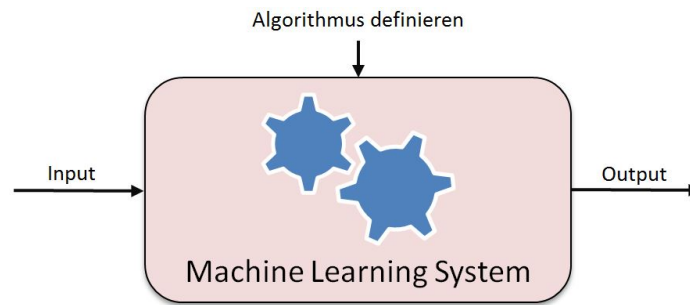 Algorithmus definieren
Input
Output
Machine Learning System